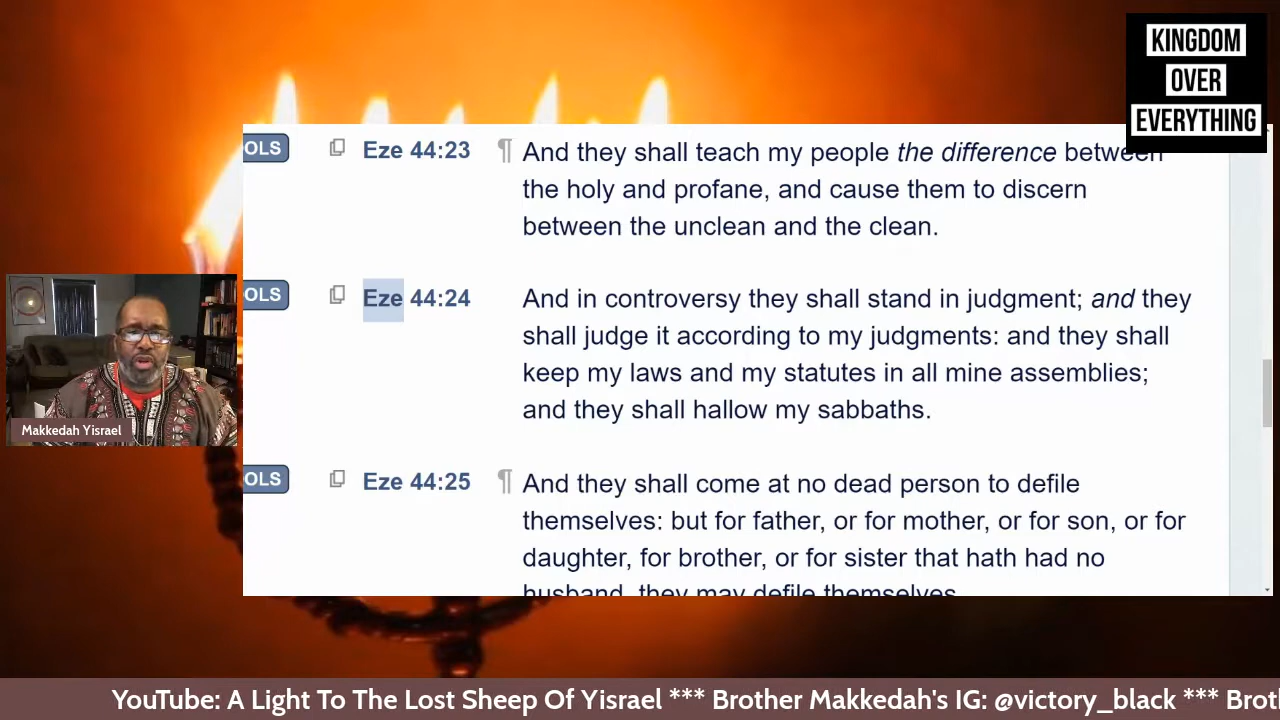 KINGDOM
OVER
EVERYTHING
OLS Eze 44:23 ¶ And they shall teach my people the difference between
the holy and profane, and cause them to discern
between the unclean and the clean.
OLS Eze 44:24 And in controversy they shall stand in judgment; and they
shall judge it according to my judgments: and they shall
keep my laws and my statutes in all mine assemblies;
and they shall hallow my sabbaths.
OLS Eze 44:25 ¶ And they shall come at no dead person to defile
themselves: but for father, or for mother, or for son, or for
daughter, for brother, or for sister that hath had no
husband, they may defile themselves.
Makkedah Yisrael
YouTube: A Light To The Lost Sheep Of Yisrael *** Brother Makkedah's IG: @victory_black *** Brot